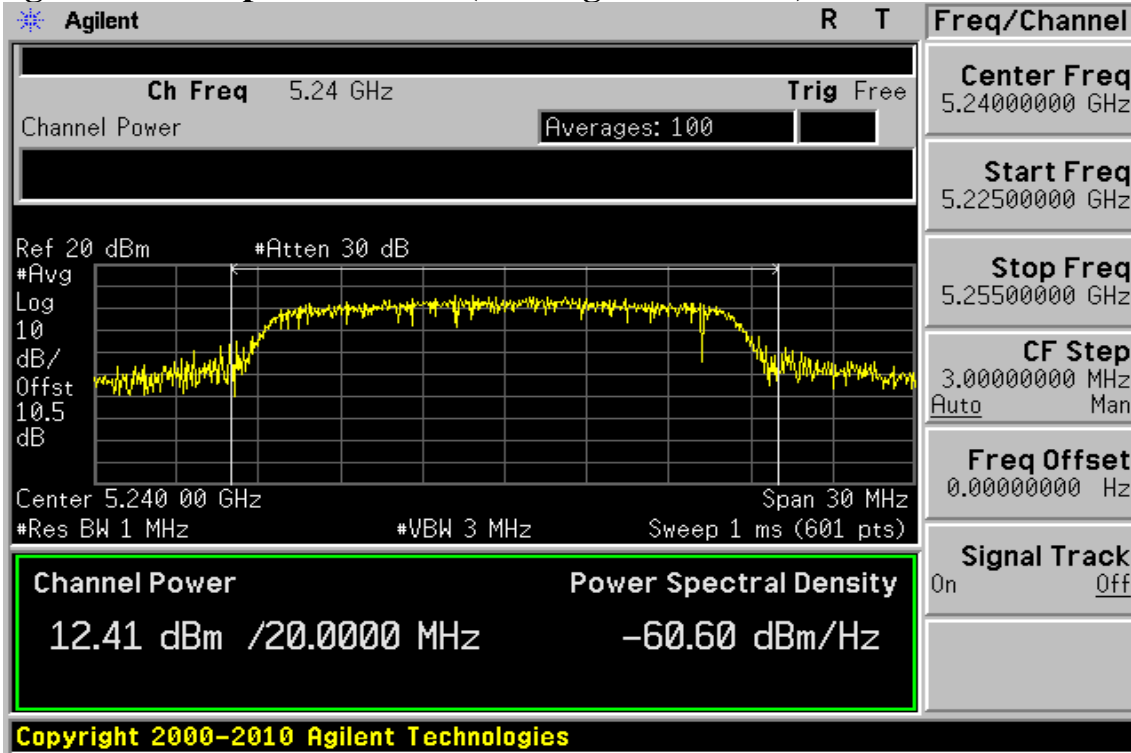 Agilent R T
Freq/Channel
Ch Freq 5.24 GHz Trig Free
Channel Power Averages: 100
Ref 20 dBm #Atten 30 dB
#Avg
Log
10
dB/
Offst
10.5
dB
Center 5.240 00 GHz Span 30 MHz
#Res BW 1 MHz #VBW 3 MHz Sweep 1 ms (601 pts)
Channel Power Power Spectral Density
12.41 dBm /20.0000 MHz -60.60 dBm/Hz
Center Freq
5.24000000 GHz
Start Freq
5.22500000 GHz
Stop Freq
5.25500000 GHz
CF Step
3.00000000 MHz
Auto Man
Freq Offset
0.00000000 Hz
Signal Track
On Off
Copyright 2000-2010 Agilent Technologies